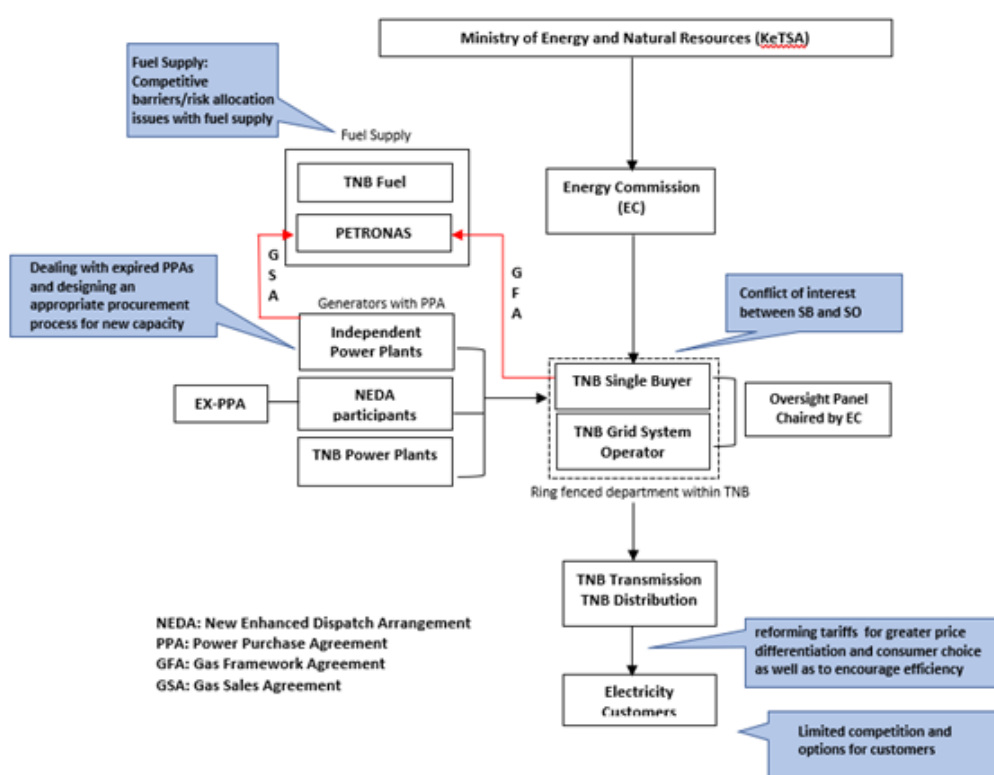 Ministry of Energy and Natural Resources (KeTSA)
Fuel Supply:
Competitive
barriers/risk allocation
issues with fuel supply
Fuel Supply
TNB Fuel
PETRONAS
Energy Commission
(EC)
G
S
A
G
F
A
Dealing with expired PPAs
and designing an
appropriate procurement
process for new capacity
Generators with PPA
Independent
Power Plants
EX-PPA
NEDA
participants
TNB Power Plants
Conflict of interest
between SB and SO
TNB Single Buyer
TNB Grid System
Operator
Oversight Panel
Chaired by EC
Ring fenced department within TNB
TNB Transmission
TNB Distribution
NEDA: New Enhanced Dispatch Arrangement
PPA: Power Purchase Agreement
GFA: Gas Framework Agreement
GSA: Gas Sales Agreement
reforming tariffs for greater price
differentiation and consumer choice
as well as to encourage efficiency
Electricity
Customers
Limited competition and
options for customers